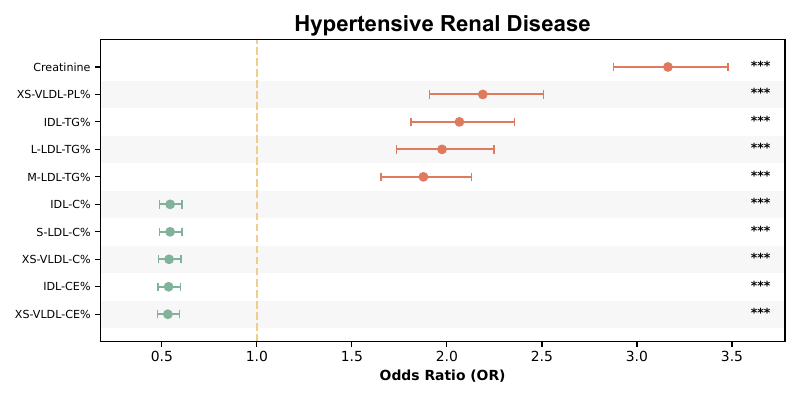 Hypertensive Renal Disease
Creatinine ***
XS-VLDL-PL% ***
IDL-TG% ***
L-LDL-TG% ***
M-LDL-TG% ***
IDL-C% ***
S-LDL-C% ***
XS-VLDL-C% ***
IDL-CE% ***
XS-VLDL-CE% ***
0.5 1.0 1.5 2.0 2.5 3.0 3.5
Odds Ratio (OR)